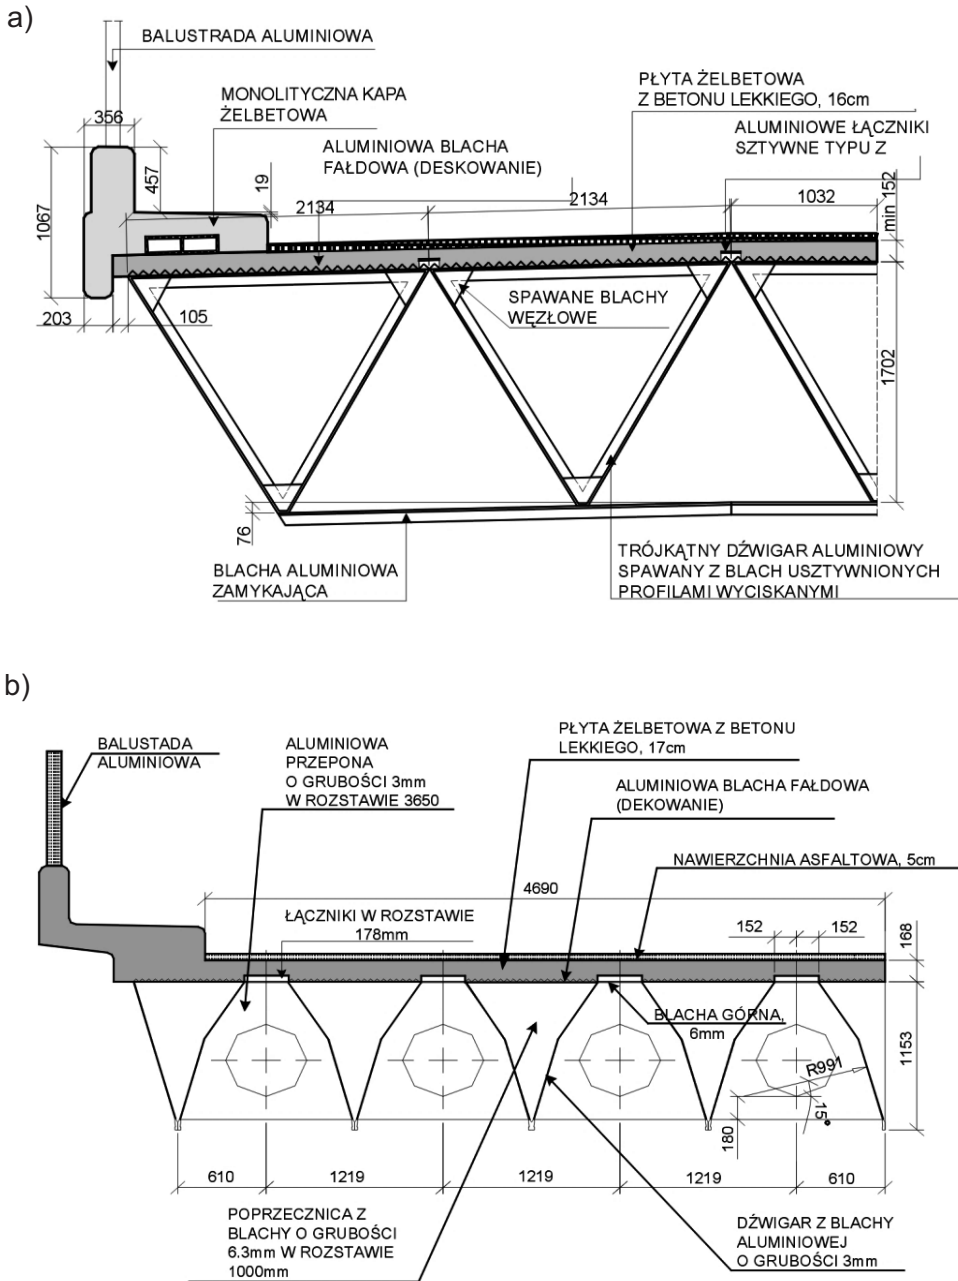 a)
BALUSTRADA ALUMINIOWA
MONOLITYCZNA KAPA
ŻELBETOWA
ALUMINIOWA BLACHA
FAŁDOWA (DESKOWANIE)
PŁYTA ŻELBETOWA
Z BETONU LEKKIEGO, 16cm
ALUMINIOWE ŁĄCZNIKI
SZTYWNE TYPU Z
356
457
19
1067
2134
2134
1032
min 152
203
105
SPAWANE BLACHY
WĘZŁOWE
1702
76
BLACHA ALUMINIOWA
ZAMYKAJĄCA
TRÓJKĄTNY DŹWIGAR ALUMINIOWY
SPAWANY Z BLACH USZTYWNIONYCH
PROFILAMI WYCISKANYMI
b)
BALUSTADA
ALUMINIOWA
ALUMINIOWA
PRZEPONA
O GRUBOŚCI 3mm
W ROZSTAWIE 3650
PŁYTA ŻELBETOWA Z BETONU
LEKKIEGO, 17cm
ALUMINIOWA BLACHA FAŁDOWA
(DEKOWANIE)
NAWIERZCHNIA ASFALTOWA, 5cm
4690
ŁĄCZNIKI W ROZSTAWIE
178mm
152
152
168
BLACHA GÓRNA,
6mm
1153
R991
15°
180
610
1219
1219
1219
610
POPRZECZNICA Z
BLACHY O GRUBOŚCI
6.3mm W ROZSTAWIE
1000mm
DŹWIGAR Z BLACHY
ALUMINIOWEJ
O GRUBOŚCI 3mm